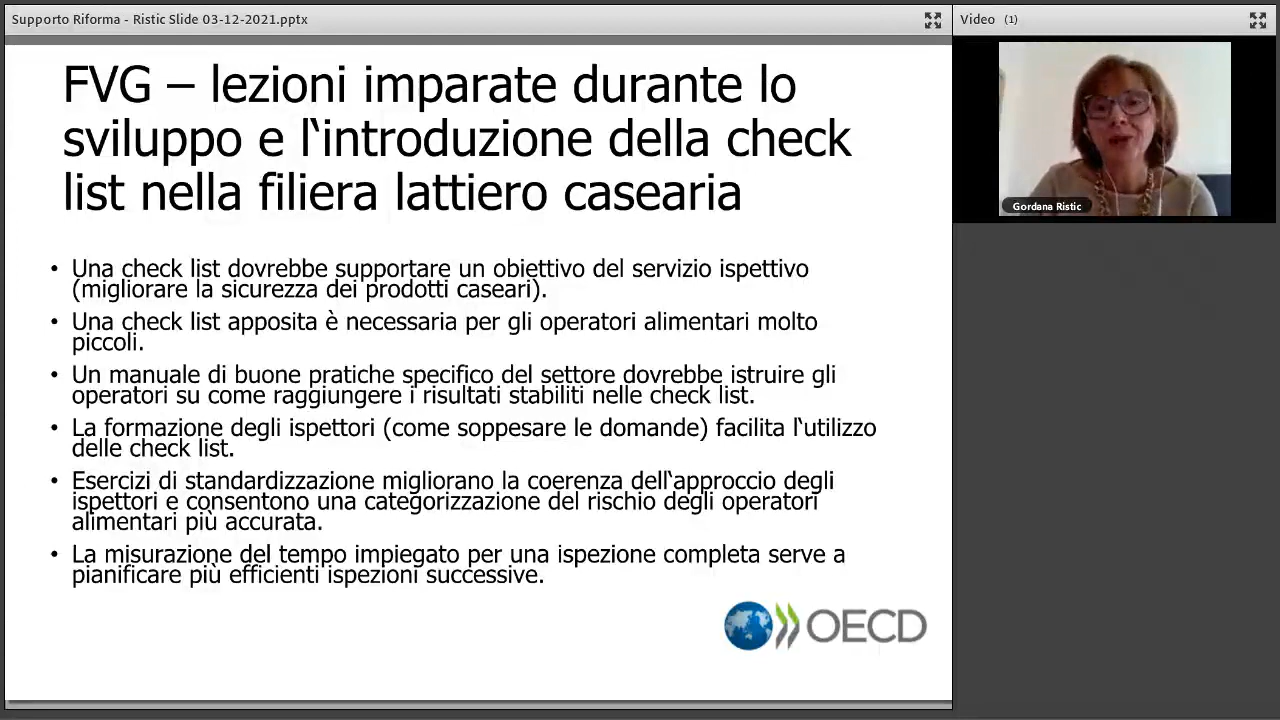 Supporto Riforma - Ristic Slide 03-12-2021.pptx
Video (1)
FVG – lezioni imparate durante lo
sviluppo e l‘introduzione della check
list nella filiera lattiero casearia
• Una check list dovrebbe supportare un obiettivo del servizio ispettivo
(migliorare la sicurezza dei prodotti caseari).
• Una check list apposita è necessaria per gli operatori alimentari molto
piccoli.
• Un manuale di buone pratiche specifico del settore dovrebbe istruire gli
operatori su come raggiungere i risultati stabiliti nelle check list.
• La formazione degli ispettori (come soppesare le domande) facilita l‘utilizzo
delle check list.
• Esercizi di standardizzazione migliorano la coerenza dell‘approccio degli
ispettori e consentono una categorizzazione del rischio degli operatori
alimentari più accurata.
• La misurazione del tempo impiegato per una ispezione completa serve a
pianificare più efficienti ispezioni successive.
OECD
Gordana Ristic